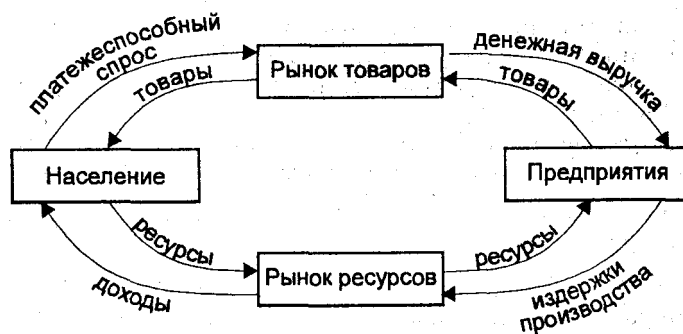 платежеспособный
спрос
товары
Рынок товаров
денежная выручка
товары
Население
Предприятия
ресурсы
доходы
Рынок ресурсов
ресурсы
издержки
производства